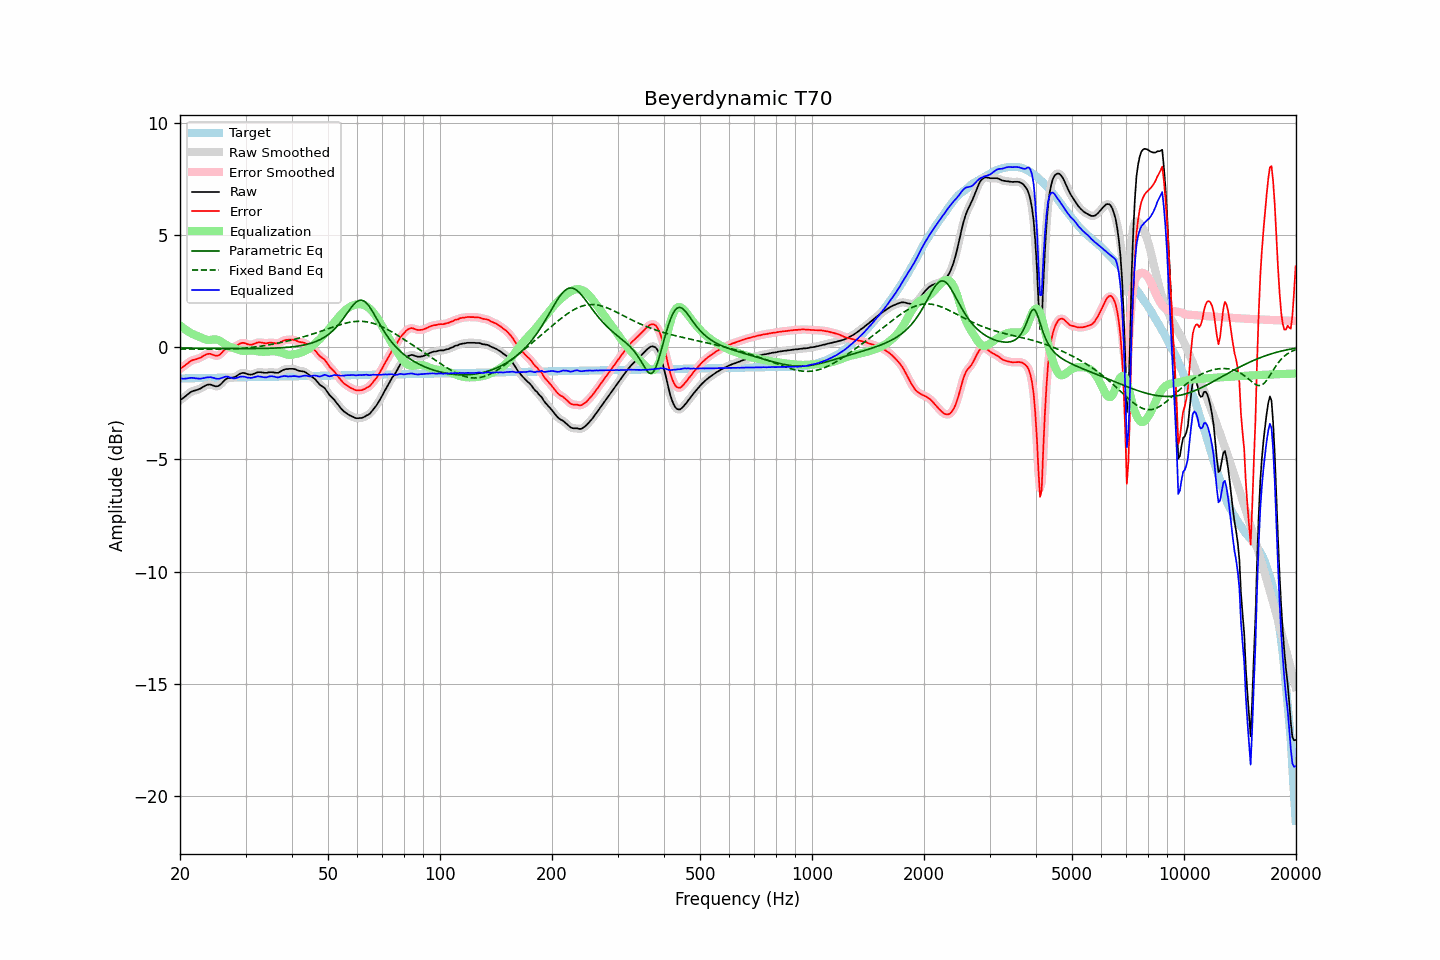 Beyerdynamic T70
Target
Raw Smoothed
Error Smoothed
Raw
Error
Equalization
Parametric Eq
Fixed Band Eq
Equalized
10
5
0
−5
−10
−15
−20
Amplitude (dBr)
20
50
100
200
500
1000
2000
5000
10000
20000
Frequency (Hz)